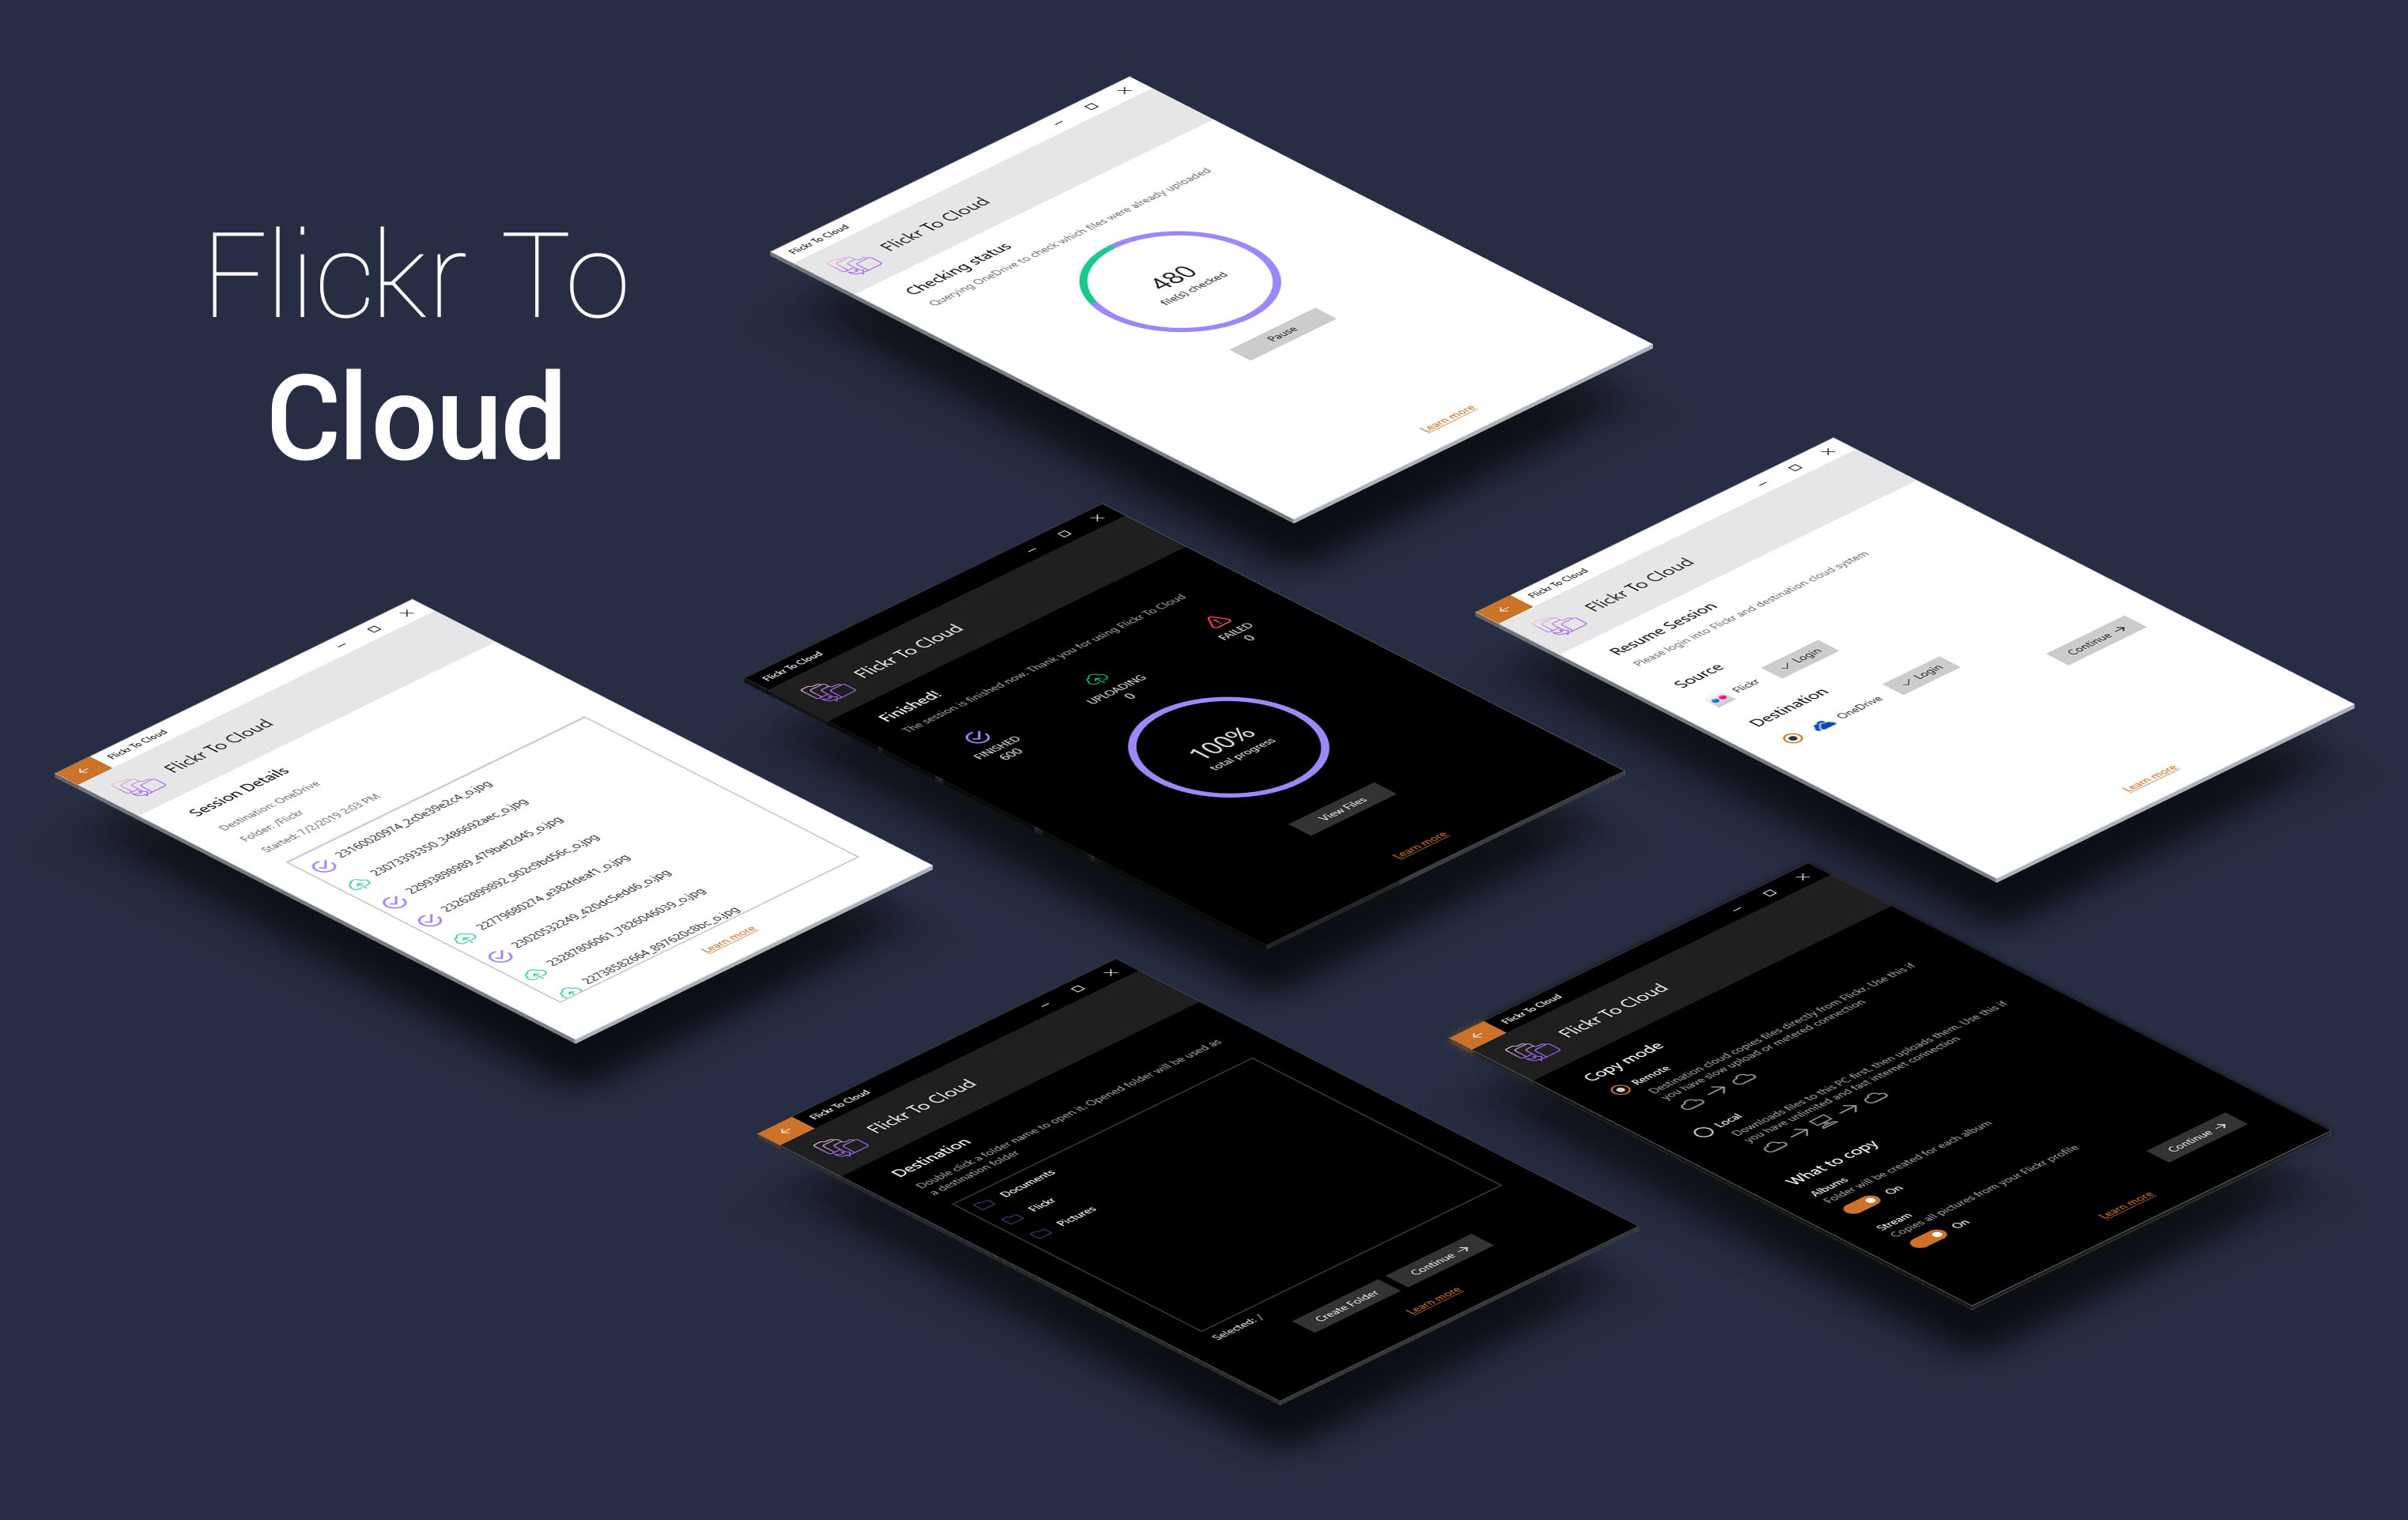 Flickr To
Cloud
Flickr To Cloud
Flickr To Cloud
Checking status
Querying OneDrive to check which files were already uploaded
480
file(s) checked
Pause
Learn more
Flickr To Cloud
Flickr To Cloud
Resume Session
Please login into Flickr and destination cloud system
Source
Flickr
Login
Destination
OneDrive
Login
Continue
Learn more
Flickr To Cloud
Flickr To Cloud
Finished!
The session is finished now. Thank you for using Flickr To Cloud
FINISHED
600
UPLOADING
0
FAILED
0
100%
total progress
View Files
Learn more
Flickr To Cloud
Flickr To Cloud
Session Details
Destination: OneDrive
Folder: /Flickr
Started: 7/2/2019 2:03 PM
23160020974_2c0e39e2c4_o.jpg
23073393350_3486692aec_o.jpg
22993898989_479bef2d45_o.jpg
23262899892_902c9bd56c_o.jpg
22779680274_e382fdeaf1_o.jpg
23020532249_420dc5edd6_o.jpg
23287806061_7826046039_o.jpg
22738582664_897620c8bc_o.jpg
Learn more
Flickr To Cloud
Flickr To Cloud
Destination
Double click a folder name to open it. Opened folder will be used as
a destination folder
Documents
Flickr
Pictures
Selected: /
Create Folder
Continue
Learn more
Flickr To Cloud
Flickr To Cloud
Copy mode
Remote
Destination cloud copies files directly from Flickr. Use this if
you have slow upload or metered connection
Local
Downloads files to this PC first, then uploads them. Use this if
you have unlimited and fast internet connection
What to copy
Albums
Folder will be created for each album
On
Stream
Copies all pictures from your Flickr profile
On
Continue
Learn more